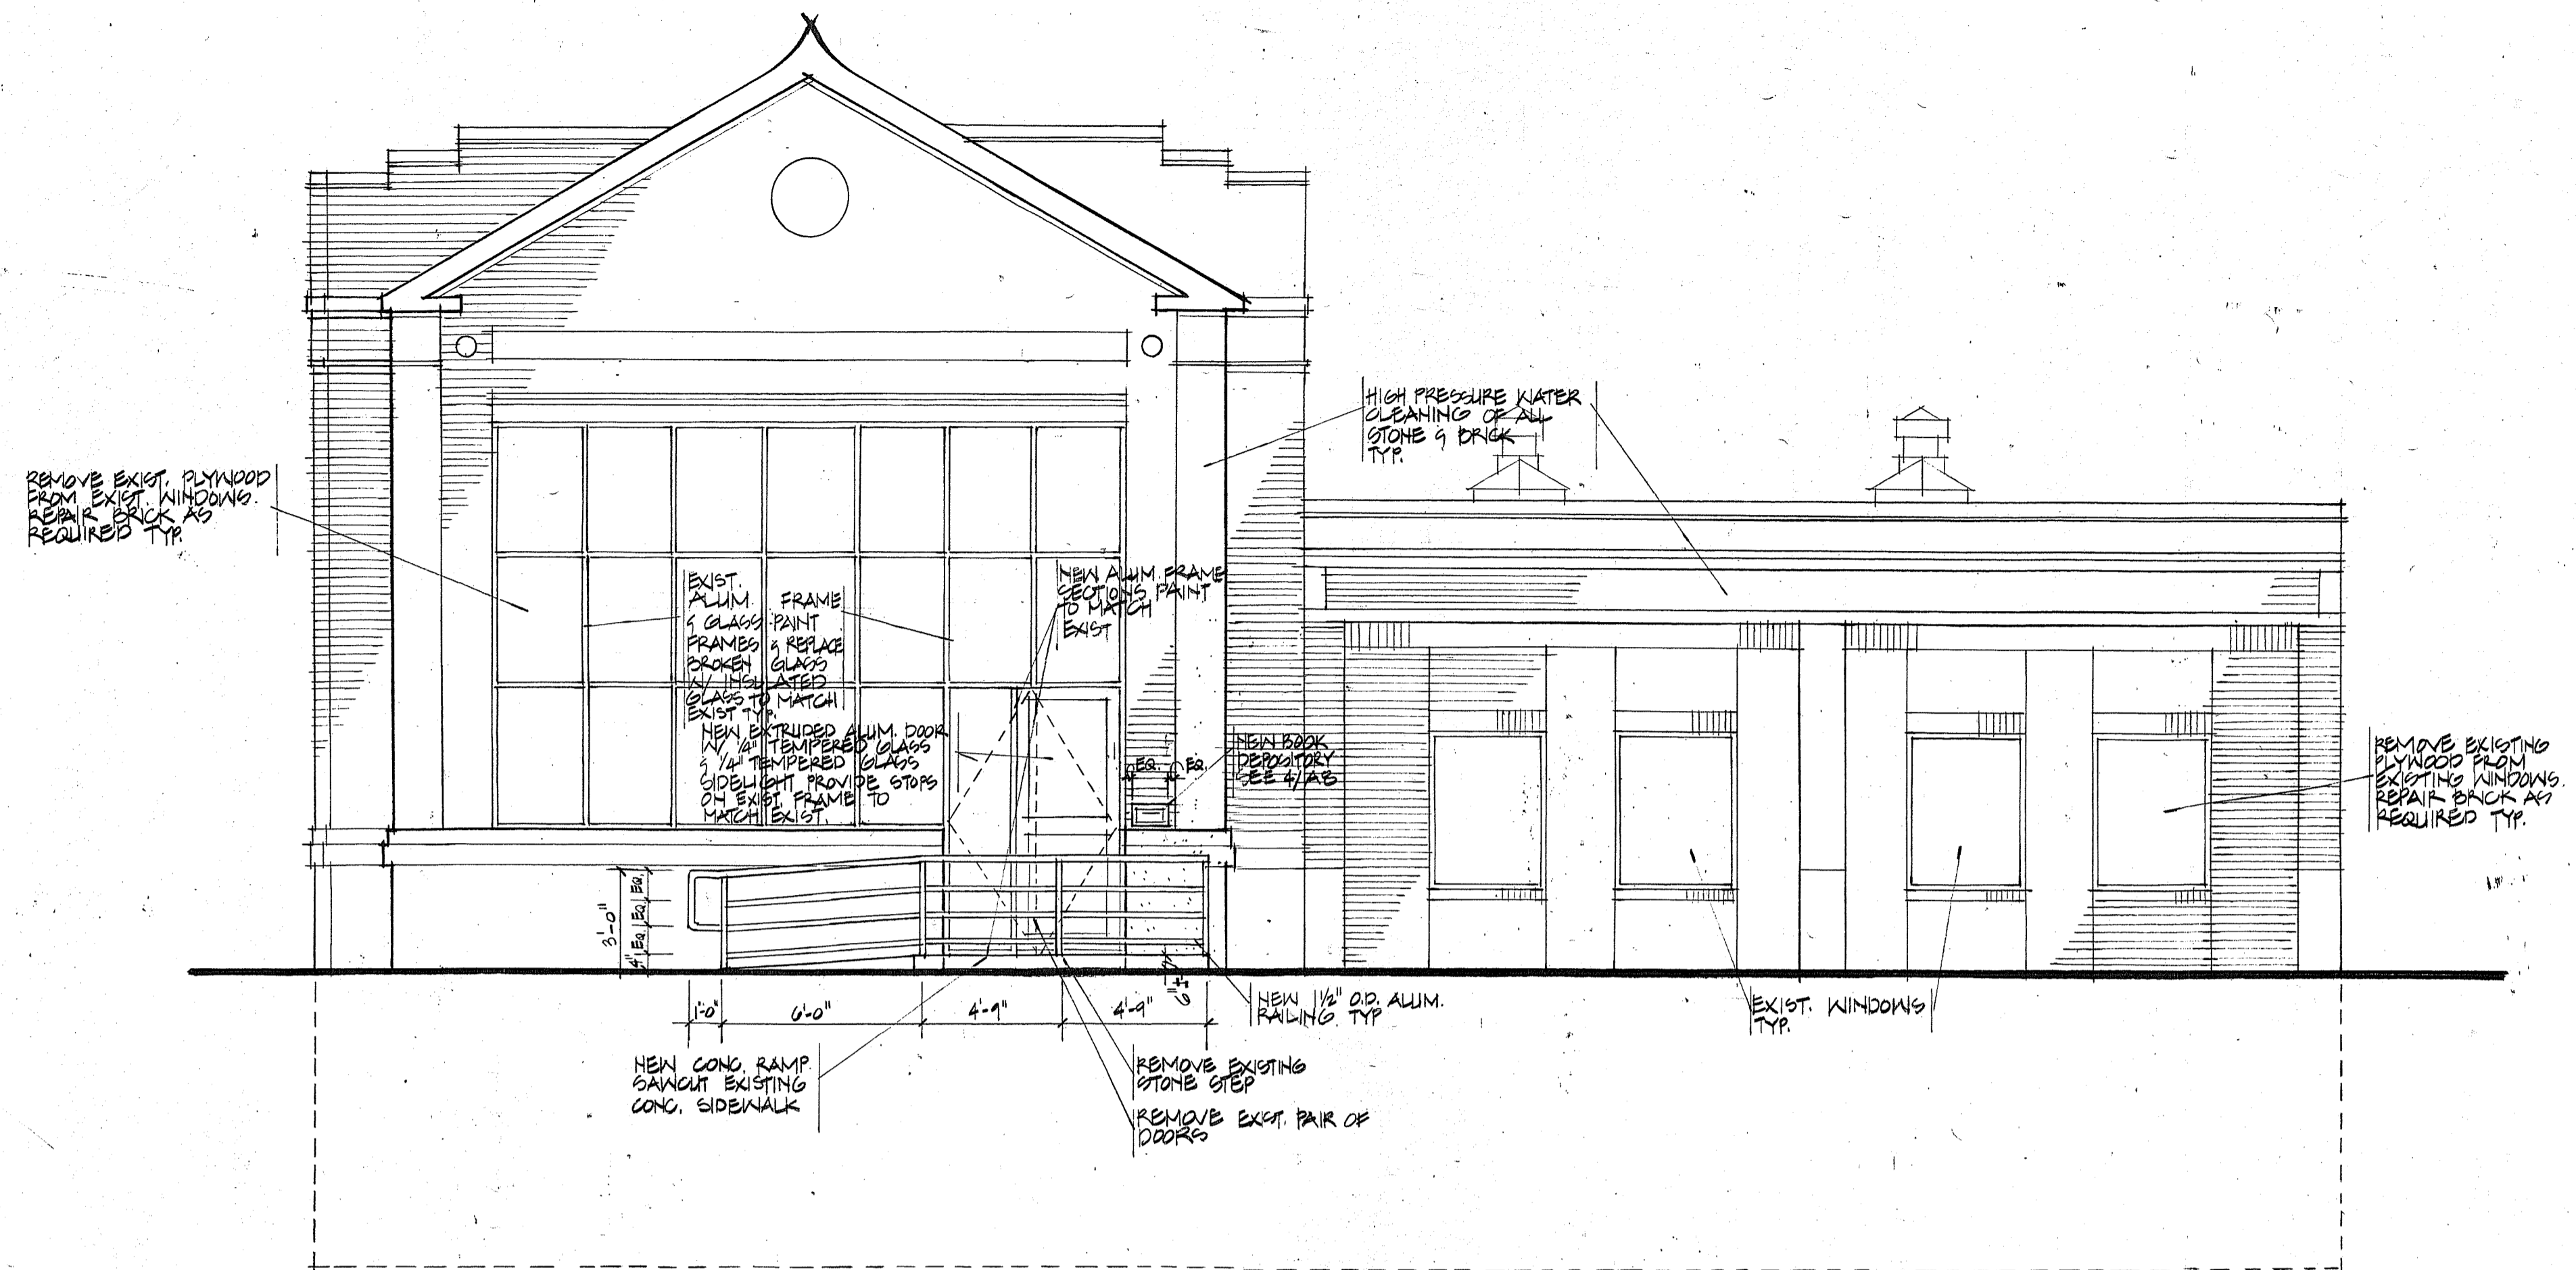 HIGH PRESSURE WATER
CLEANING OF ALL
STONE & BRICK
TYP.
REMOVE EXIST. PLYWOOD
FROM EXIST. WINDOWS.
REPAIR BRICK AS
REQUIRED TYP.
EXIST.
ALUM. FRAME
& GLASS PAINT
FRAMES & REPLACE
BROKEN GLASS
W/ INSULATED
GLASS TO MATCH
EXIST TYP.
NEW ALUM. FRAME
SECTIONS PAINT
TO MATCH
EXIST
NEW EXTRUDED ALUM. DOOR
W/ 1/4" TEMPERED GLASS
& 1/4" TEMPERED GLASS
SIDELIGHT PROVIDE STOPS
ON EXIST. FRAME TO
MATCH EXIST.
EQ. EQ.
NEW BOOK
DEPOSITORY
SEE 4/A8
REMOVE EXISTING
PLYWOOD FROM
EXISTING WINDOWS.
REPAIR BRICK AS
REQUIRED TYP.
3'-0"
4" EQ. EQ. EQ.
1'-0" 6'-0" 4'-9" 4'-9"
NEW 1 1/2" O.D. ALUM.
RAILING TYP
EXIST. WINDOWS
TYP.
NEW CONC. RAMP
SAWCUT EXISTING
CONC. SIDEWALK
REMOVE EXISTING
STONE STEP
REMOVE EXIST. PAIR OF
DOORS